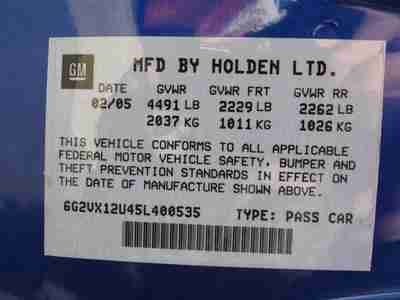 GM
MFD BY HOLDEN LTD.
DATE GVWR GVWR FRT GVWR RR
02/05 4491 LB 2229 LB 2262 LB
2037 KG 1011 KG 1026 KG
THIS VEHICLE CONFORMS TO ALL APPLICABLE
FEDERAL MOTOR VEHICLE SAFETY, BUMPER AND
THEFT PREVENTION STANDARDS IN EFFECT ON
THE DATE OF MANUFACTURE SHOWN ABOVE.
6G2VX12U45L400535 TYPE: PASS CAR